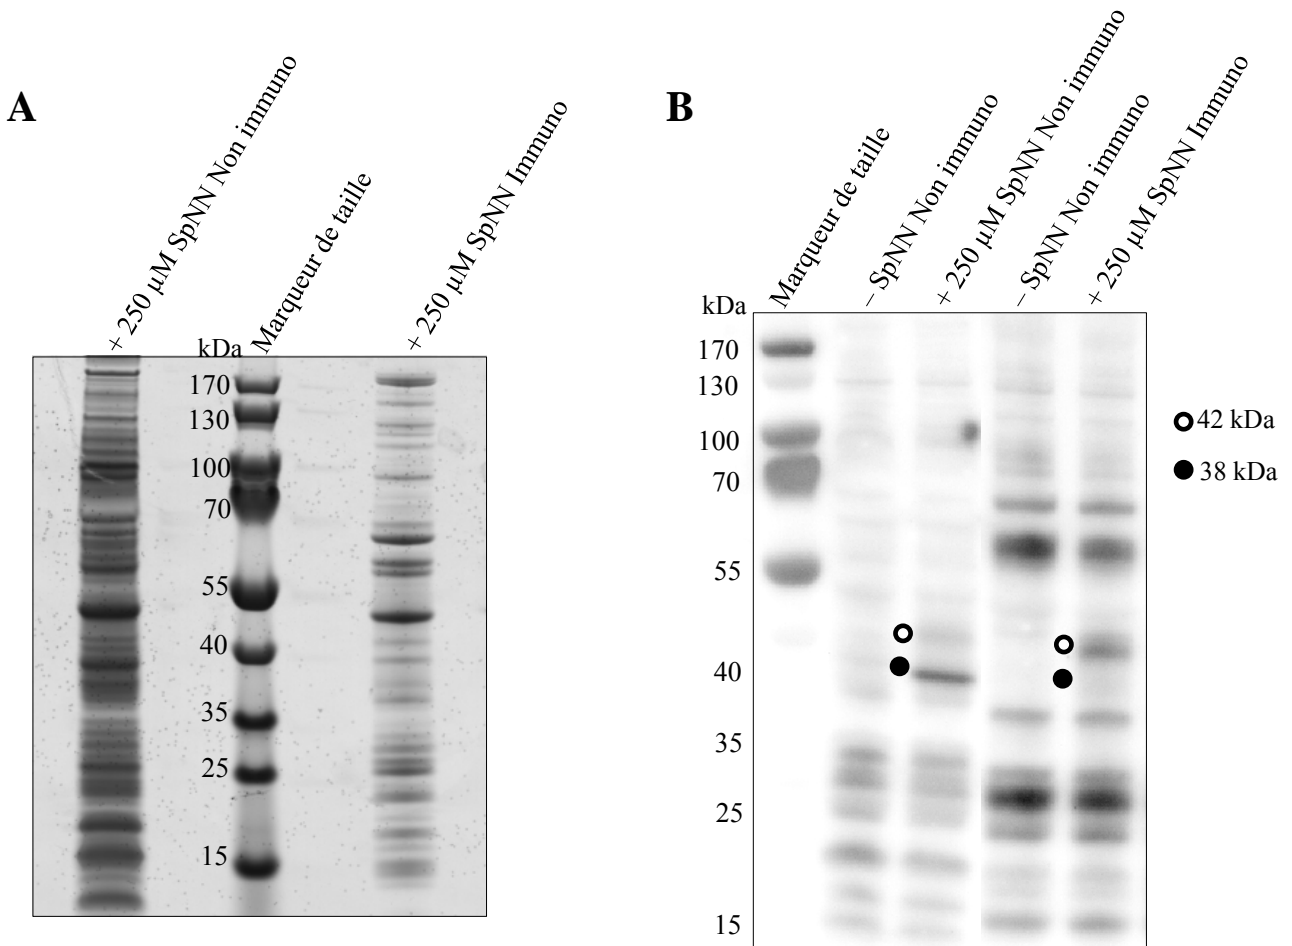 A
+ 250 µM SpNN Non immuno
Marqueur de taille
+ 250 µM SpNN Immuno
kDa
170
130
100
70
55
40
35
25
15
B
Marqueur de taille
– SpNN Non immuno
+ 250 µM SpNN Non immuno
– SpNN Non immuno
+ 250 µM SpNN Immuno
kDa
170
130
100
70
55
40
35
25
15
42 kDa
38 kDa